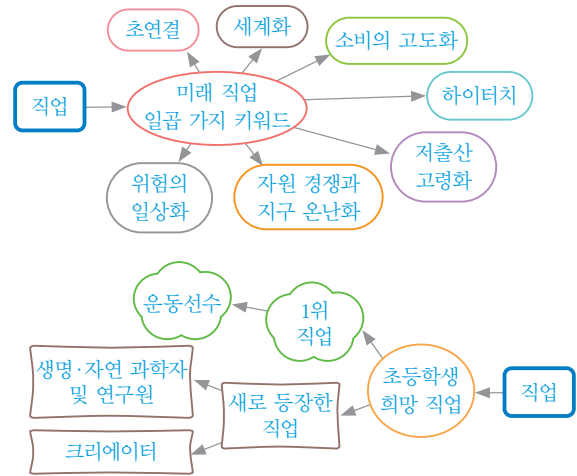 초연결
세계화
소비의 고도화
직업
미래 직업
일곱 가지 키워드
하이터치
저출산
고령화
위험의
일상화
자원 경쟁과
지구 온난화
운동선수
1위
직업
생명·자연 과학자
및 연구원
새로 등장한
직업
초등학생
희망 직업
직업
크리에이터